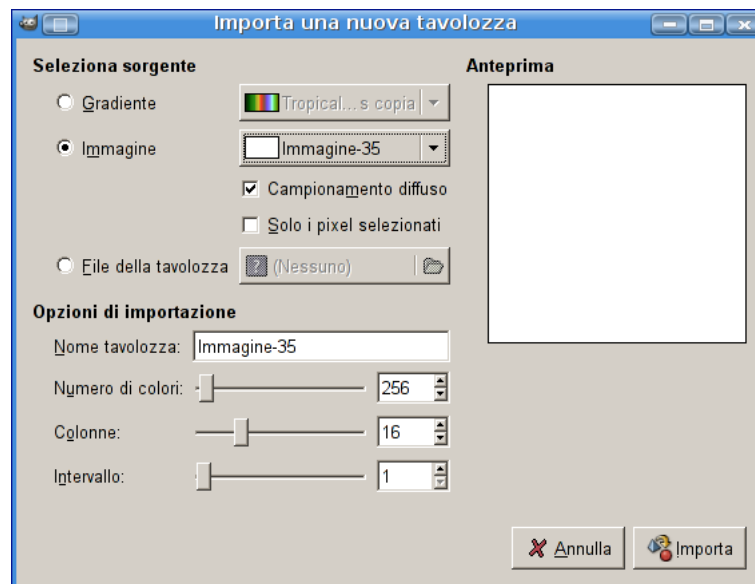 Importa una nuova tavolozza
Seleziona sorgente
Anteprima
Gradiente
Tropical...s copia
Immagine
Immagine-35
Campionamento diffuso
Solo i pixel selezionati
File della tavolozza
? (Nessuno)
Opzioni di importazione
Nome tavolozza: Immagine-35
Numero di colori: 256
Colonne: 16
Intervallo: 1
Annulla
Importa